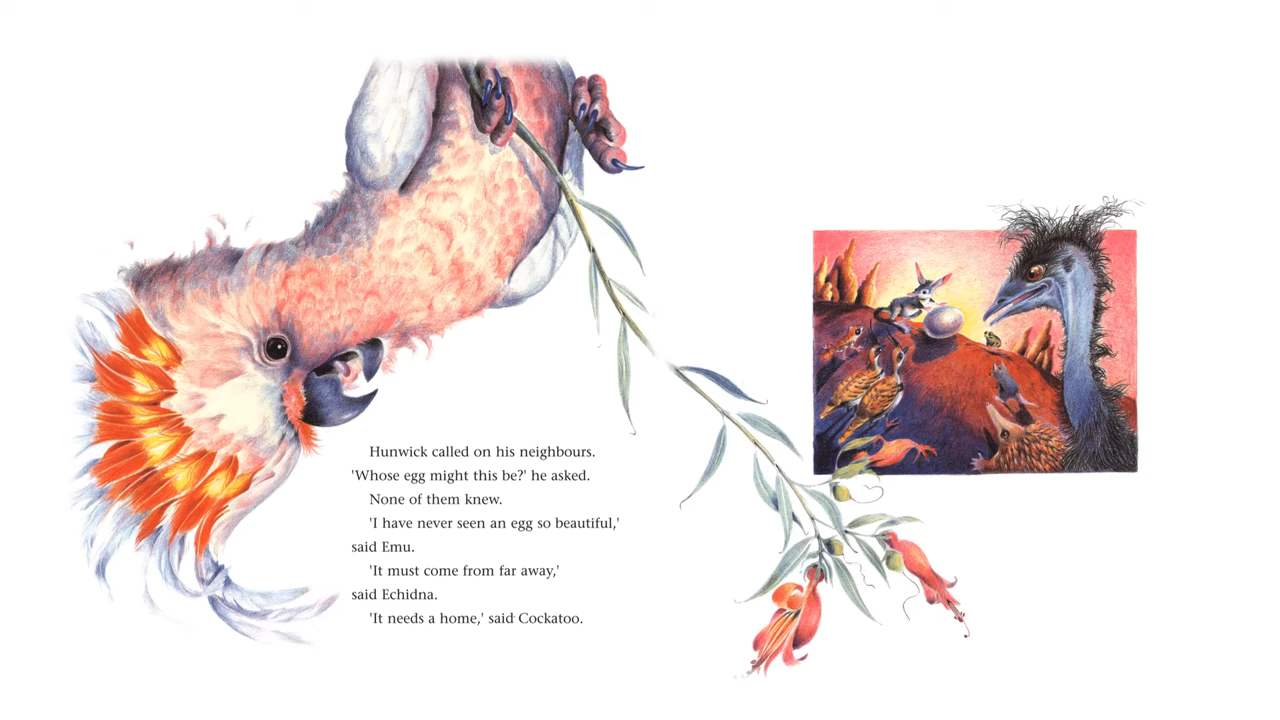 Hunwick called on his neighbours.
'Whose egg might this be?' he asked.
None of them knew.
'I have never seen an egg so beautiful,'
said Emu.
'It must come from far away,'
said Echidna.
'It needs a home,' said Cockatoo.